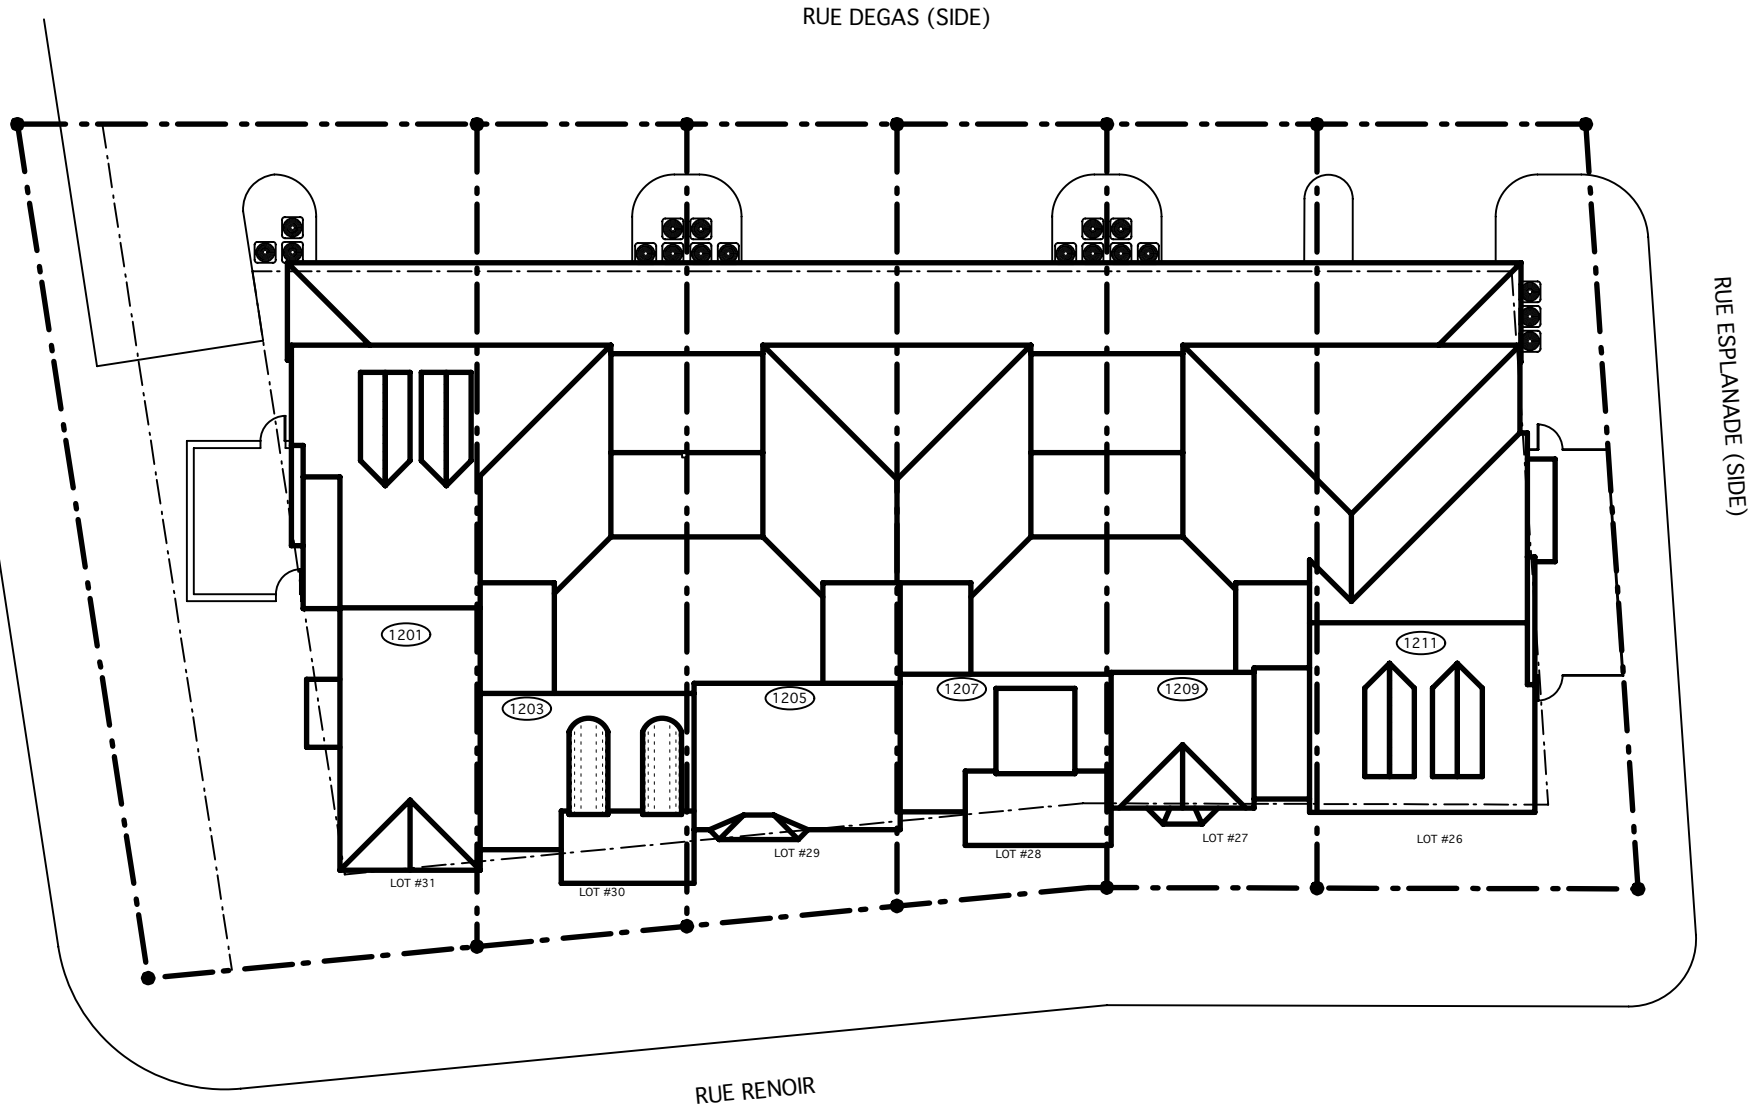 RUE DEGAS (SIDE)
RUE ESPLANADE (SIDE)
1201
1211
1203
1205
1207
1209
LOT #31
LOT #30
LOT #29
LOT #28
LOT #27
LOT #26
RUE RENOIR